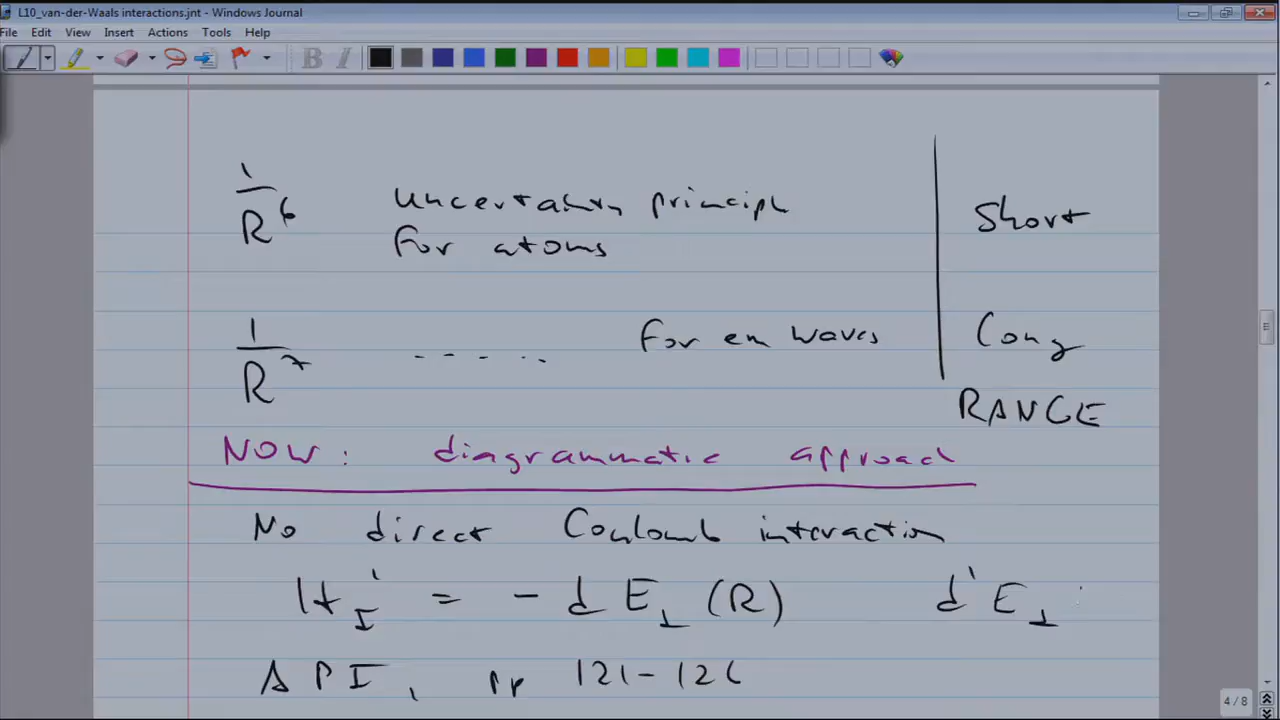 L10_van-der-Waals interactions.jnt - Windows Journal
File Edit View Insert Actions Tools Help
B I
1/R^6 uncertainty principle Short
for atoms
1/R^7 ...... for em waves Long
RANGE
NOW: diagrammatic approach
No direct Coulomb interaction
H_I' = - d E_⊥ (R) d' E_⊥
API, pp 121-126
4 / 8